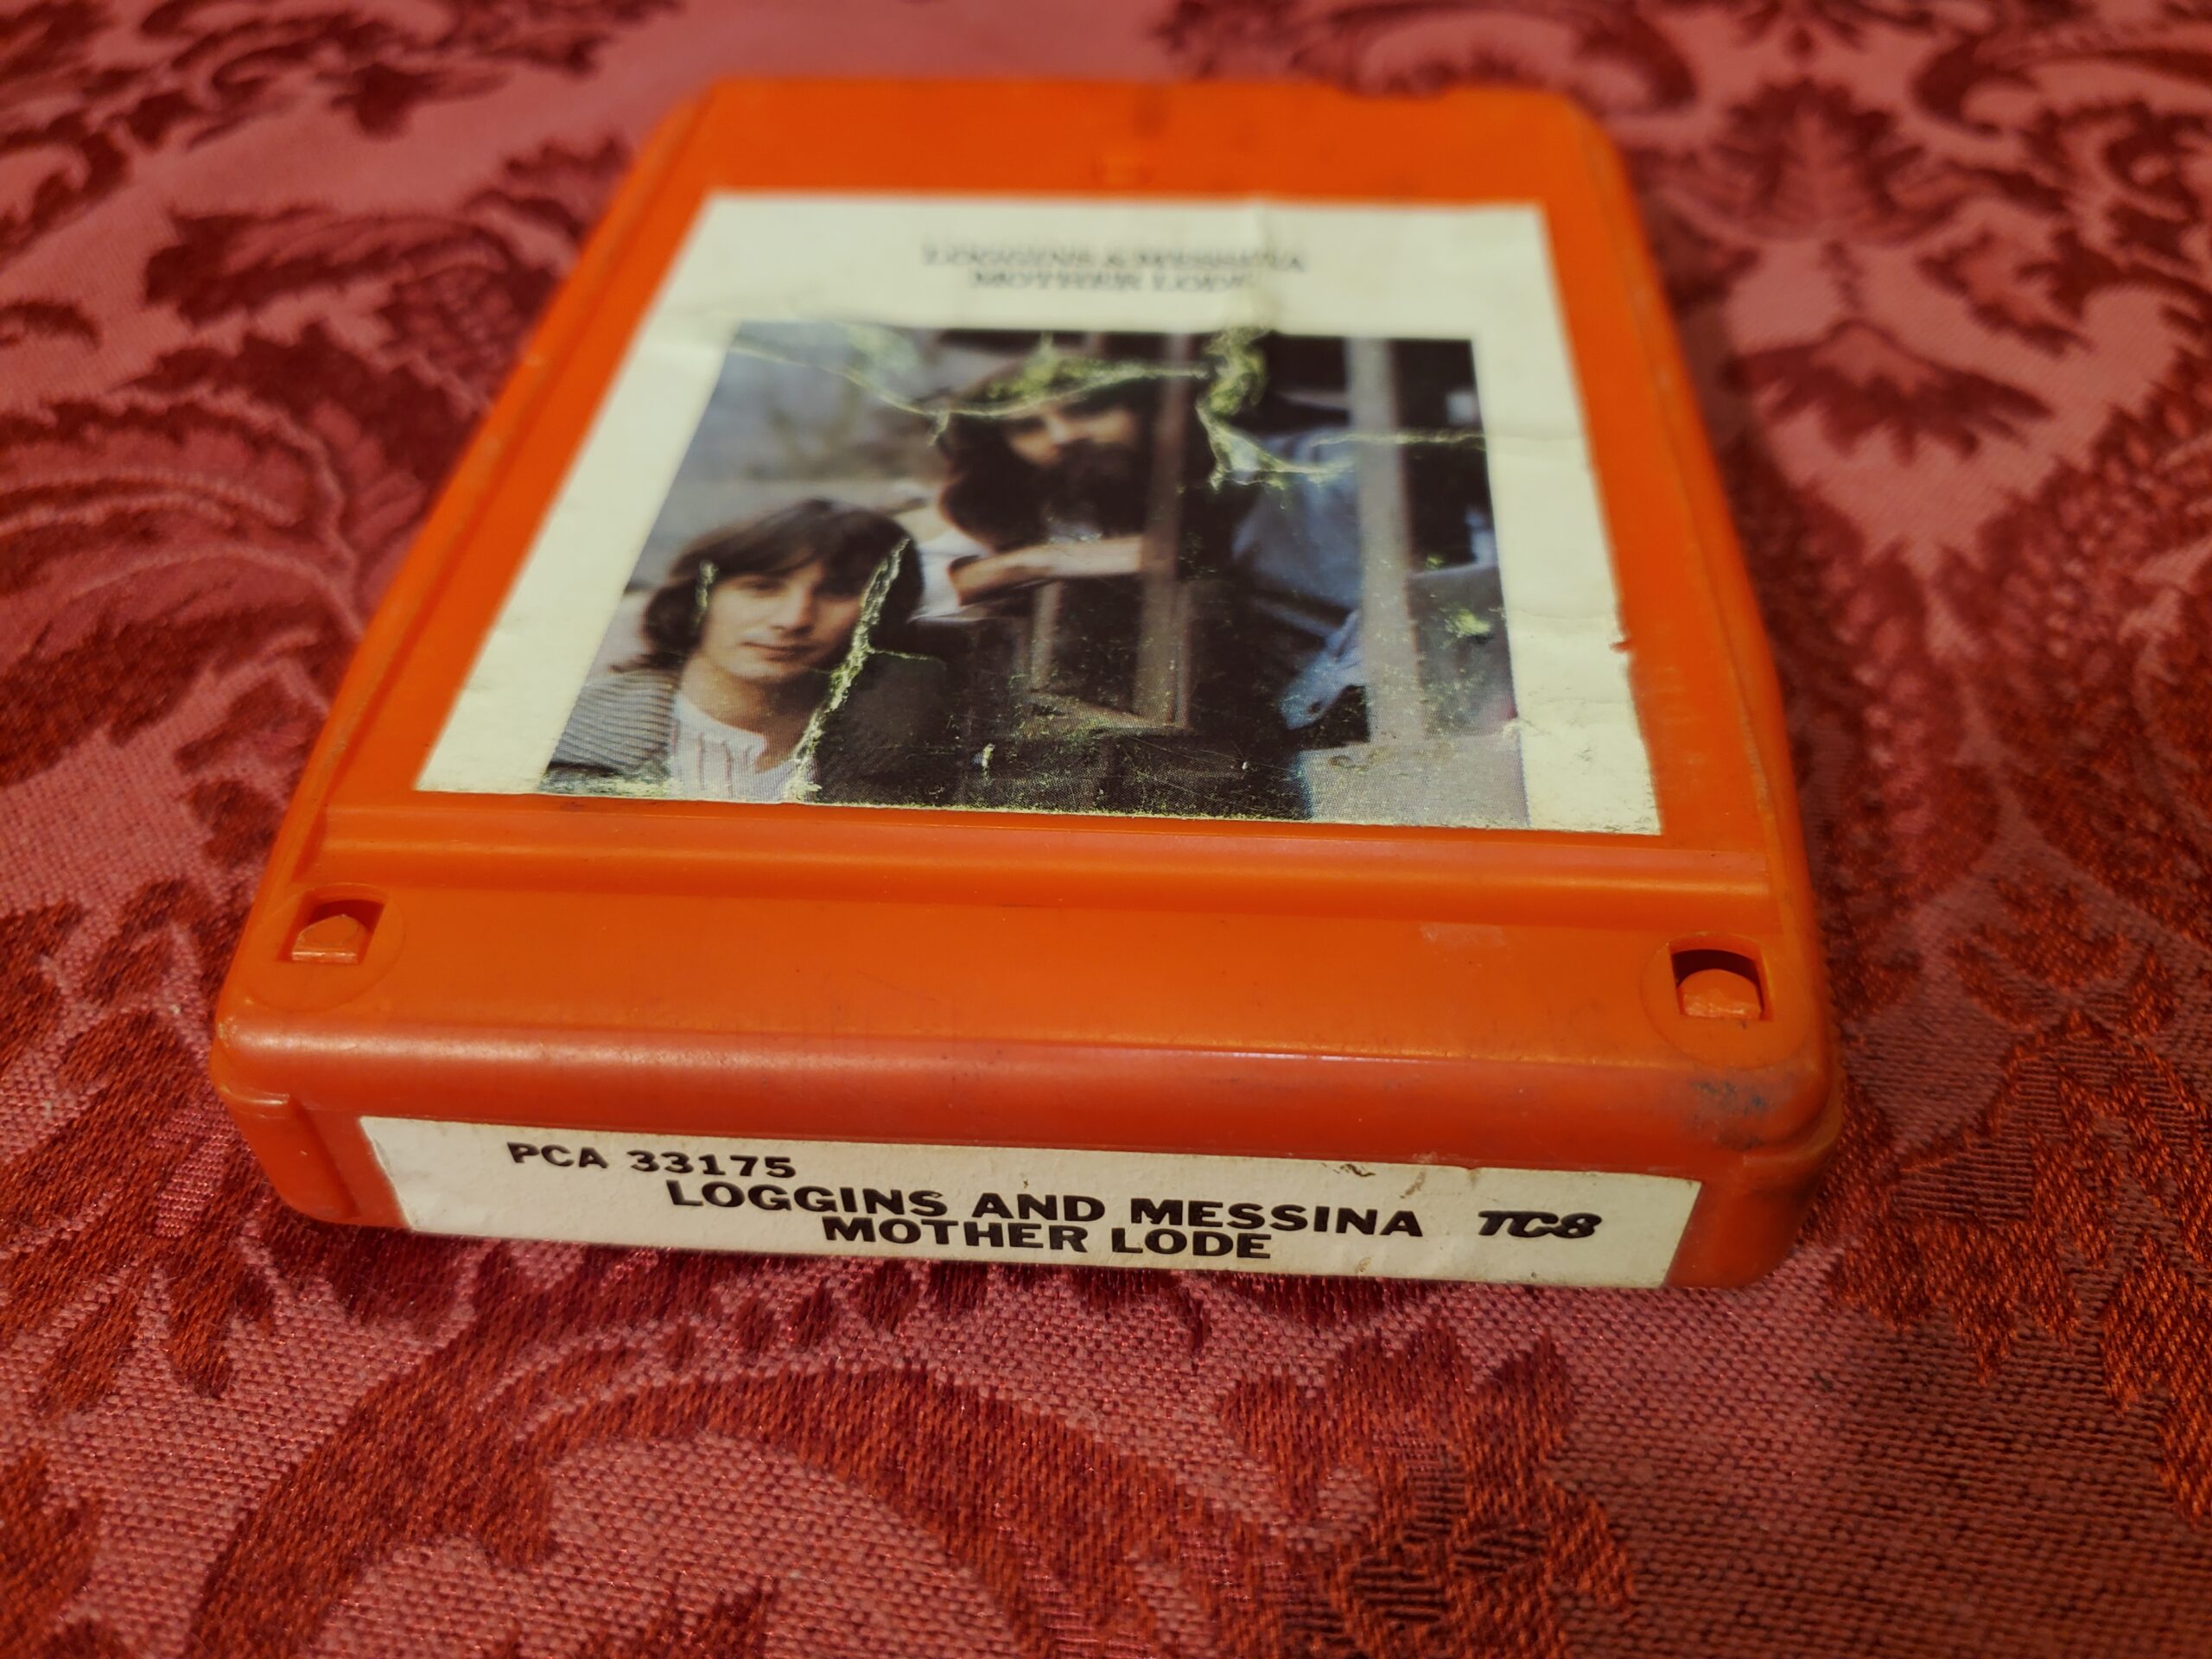 LOGGINS & MESSINA
MOTHER LODE
PCA 33175
LOGGINS AND MESSINA TC8
MOTHER LODE